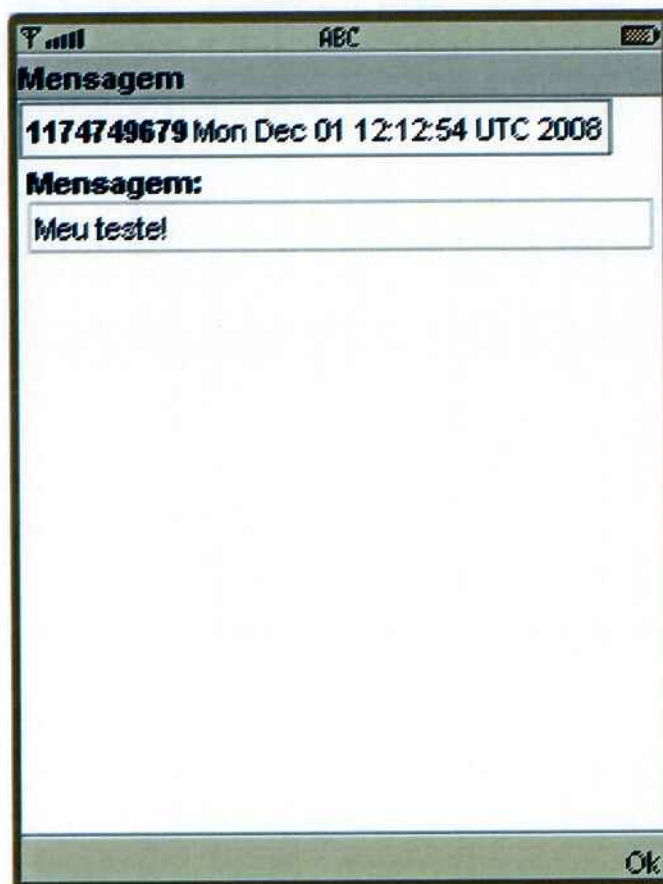 ABC
Mensagem
1174749679 Mon Dec 01 12:12:54 UTC 2008
Mensagem:
Meu teste!
Ok